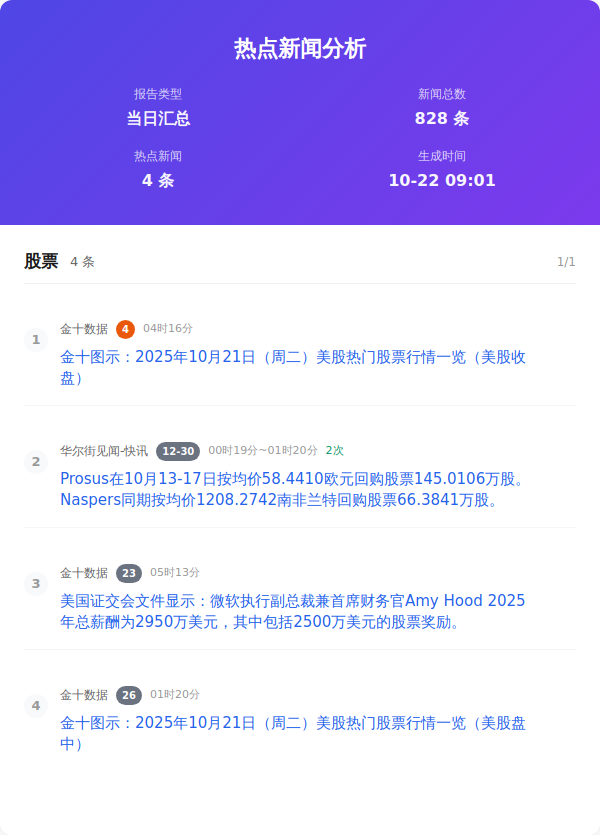 热点新闻分析
报告类型
新闻总数
当日汇总
828 条
热点新闻
生成时间
4 条
10-22 09:01
股票 4 条 1/1
1
金十数据 4 04时16分
金十图示：2025年10月21日（周二）美股热门股票行情一览（美股收
盘）
2
华尔街见闻-快讯 12-30 00时19分~01时20分 2次
Prosus在10月13-17日按均价58.4410欧元回购股票145.0106万股。
Naspers同期按均价1208.2742南非兰特回购股票66.3841万股。
3
金十数据 23 05时13分
美国证交会文件显示：微软执行副总裁兼首席财务官Amy Hood 2025
年总薪酬为2950万美元，其中包括2500万美元的股票奖励。
4
金十数据 26 01时20分
金十图示：2025年10月21日（周二）美股热门股票行情一览（美股盘
中）